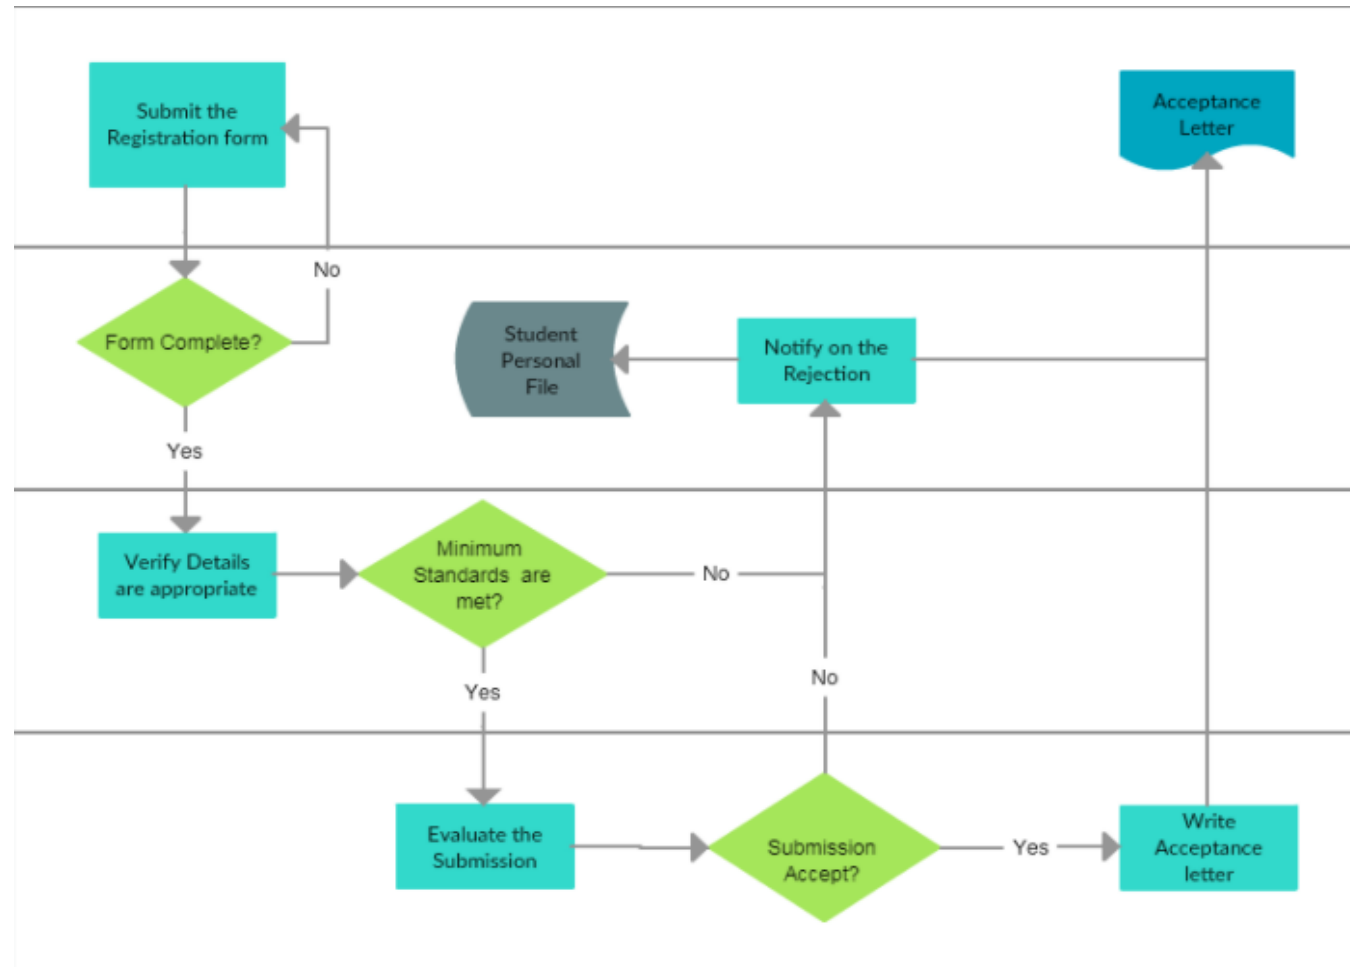 Submit the
Registration form
Acceptance
Letter
No
Form Complete?
Student
Personal
File
Notify on the
Rejection
Yes
Verify Details
are appropriate
Minimum
Standards are
met?
No
Yes
No
Evaluate the
Submission
Submission
Accept?
Yes
Write
Acceptance
letter